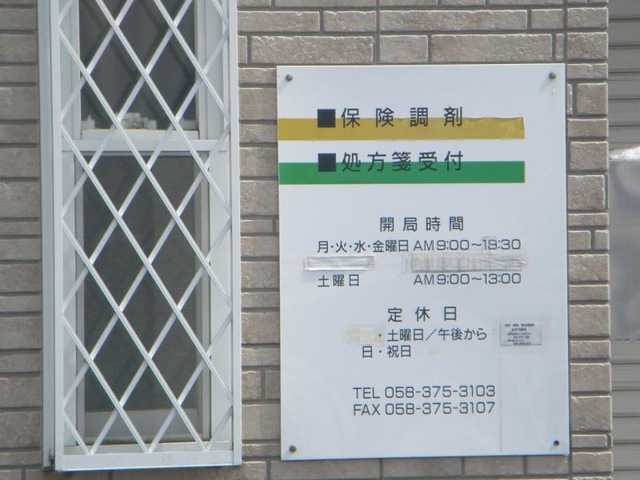 ■保険調剤
■処方箋受付
開局時間
月・火・水・金曜日 AM9:00～19:30
土曜日 AM9:00～13:00
定休日
・土曜日／午後から
日・祝日
TEL 058-375-3103
FAX 058-375-3107